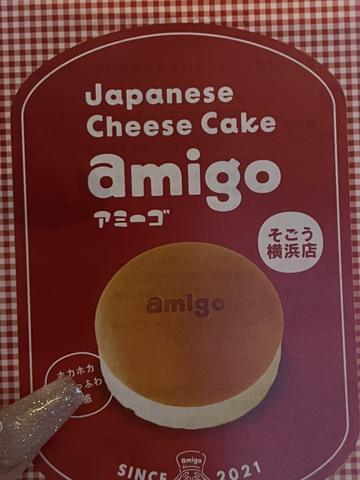 Japanese
Cheese Cake
amigo
アミーゴ
そごう
横浜店
amigo
ホカホカ
ふわ
amigo
SINCE 2021